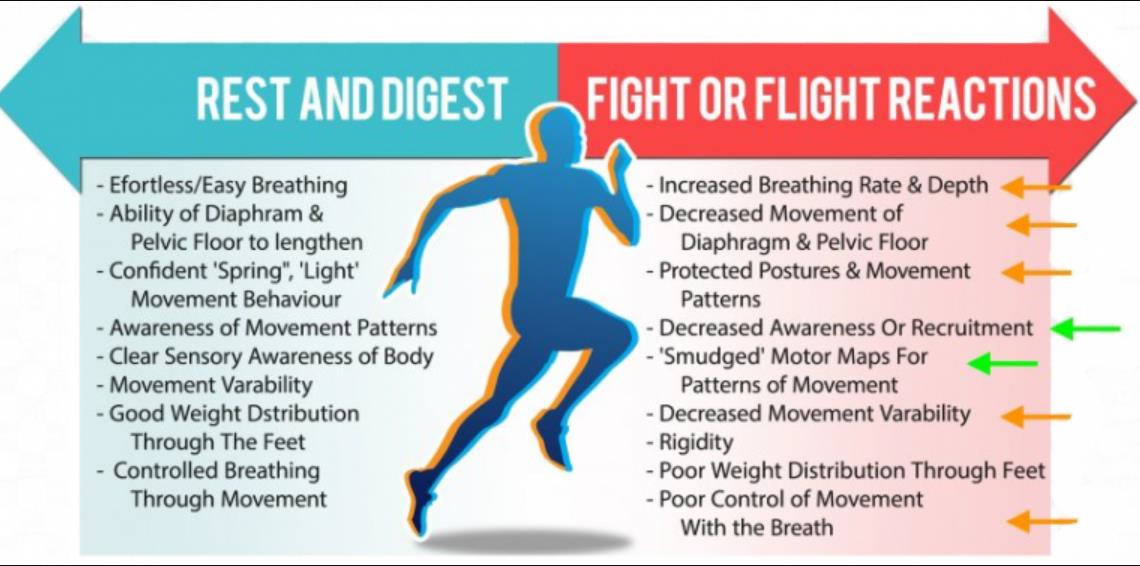 REST AND DIGEST
FIGHT OR FLIGHT REACTIONS
- Efortless/Easy Breathing
- Ability of Diaphram &
Pelvic Floor to lengthen
- Confident 'Spring", 'Light'
Movement Behaviour
- Awareness of Movement Patterns
- Clear Sensory Awareness of Body
- Movement Varability
- Good Weight Dstribution
Through The Feet
- Controlled Breathing
Through Movement
- Increased Breathing Rate & Depth
- Decreased Movement of
Diaphragm & Pelvic Floor
- Protected Postures & Movement
Patterns
- Decreased Awareness Or Recruitment
- 'Smudged' Motor Maps For
Patterns of Movement
- Decreased Movement Varability
- Rigidity
- Poor Weight Distribution Through Feet
- Poor Control of Movement
With the Breath